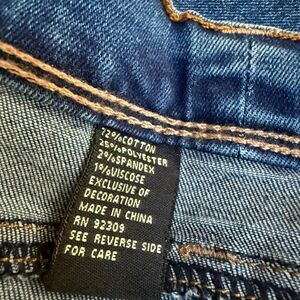 72%COTTON
25%POLYESTER
2%SPANDEX
1%VISCOSE
EXCLUSIVE OF
DECORATION
MADE IN CHINA
RN 92309
SEE REVERSE SIDE
FOR CARE